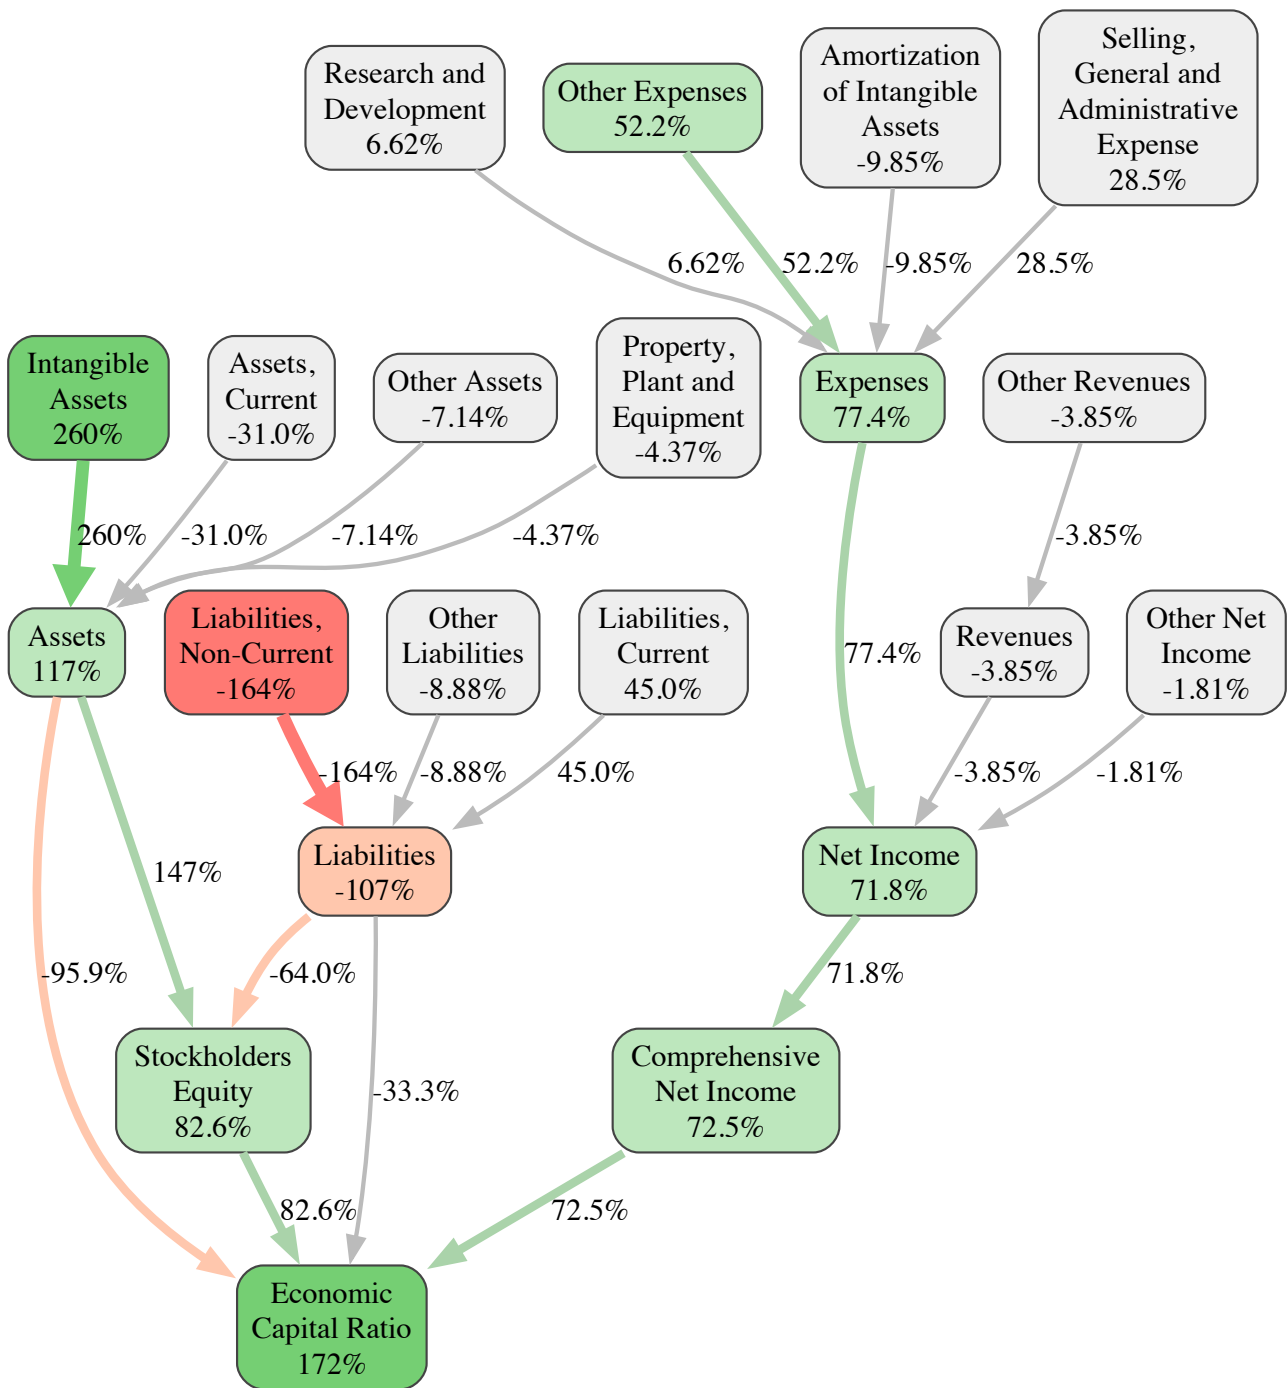 Research and
Development
6.62%
Other Expenses
52.2%
Amortization
of Intangible
Assets
-9.85%
Selling,
General and
Administrative
Expense
28.5%
6.62%
52.2%
-9.85%
28.5%
Intangible
Assets
260%
Assets,
Current
-31.0%
Other Assets
-7.14%
Property,
Plant and
Equipment
-4.37%
Expenses
77.4%
Other Revenues
-3.85%
260%
-31.0%
-7.14%
-4.37%
-3.85%
Assets
117%
Liabilities,
Non-Current
-164%
Other
Liabilities
-8.88%
Liabilities,
Current
45.0%
77.4%
Revenues
-3.85%
Other Net
Income
-1.81%
-164%
-8.88%
45.0%
-3.85%
-1.81%
147%
Liabilities
-107%
Net Income
71.8%
-95.9%
-64.0%
71.8%
Stockholders
Equity
82.6%
-33.3%
Comprehensive
Net Income
72.5%
82.6%
72.5%
Economic
Capital Ratio
172%